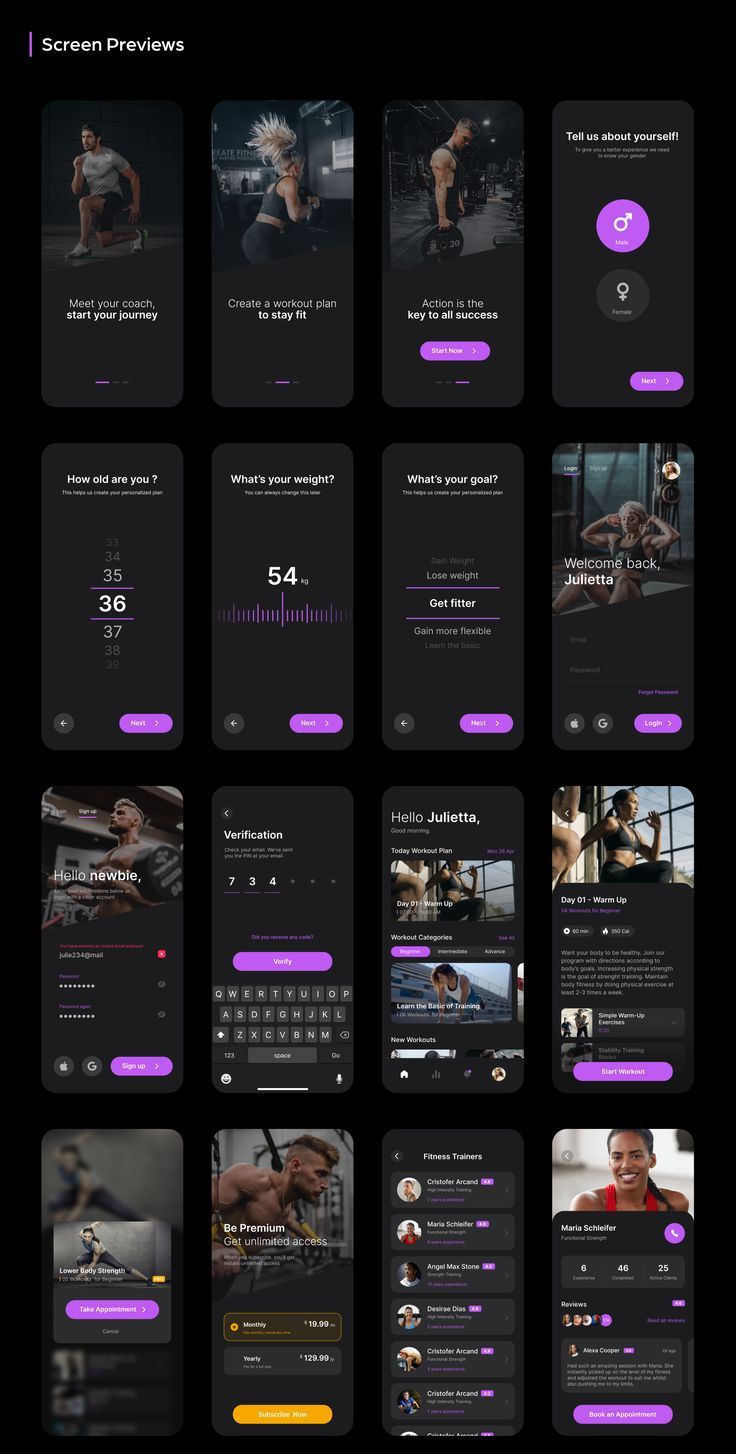 Screen Previews
Meet your coach,
start your journey
Create a workout plan
to stay fit
20
Action is the
key to all success
Start Now
Tell us about yourself!
To give you a better experience we need
to know your gender
Male
Female
Next
How old are you ?
This helps us create your personalized plan
33
34
35
36
37
38
39
Next
What's your weight?
You can always change this later
54 kg
Next
What's your goal?
This helps us create your personalized plan
Gain Weight
Lose weight
Get fitter
Gain more flexible
Learn the basic
Next
Login Sign up
Welcome back,
Julietta
Email
Password
Forgot Password
Login
Login Sign up
Hello newbie,
Enter your informations below or
login with a other account
You have entered an invalid email address!
julie234@mail
Password
Password again
Sign up
Verification
Check your email. We've sent
you the PIN at your email.
7 3 4
Did you receive any code?
Verify
Q W E R T Y U I O P
A S D F G H J K L
Z X C V B N M
123 space Go
Hello Julietta,
Good morning.
Today Workout Plan Mon 26 Apr
Day 01 - Warm Up
Workout Categories See All
Beginner Intermediate Advance
Learn the Basic of Training
06 Workouts for Beginner
New Workouts
Day 01 - Warm Up
04 Workouts for Beginner
60 min 350 Cal
Want your body to be healthy. Join our
program with directions according to
body's goals. Increasing physical strength
is the goal of strenght training. Maintain
body fitness by doing physical exercise at
least 2-3 times a week.
Simple Warm-Up
Exercises
0:30
Stability Training
Basics
Start Workout
Lower Body Strength
05 Workouts for Beginner PRO
Take Appointment
Cancel
Be Premium
Get unlimited access
When you subscribe, you'll get
instant unlimited access
Monthly $ 19.99 /m
Pay monthly, cancel any time
Yearly $ 129.99 /y
Pay for a full year
Subscribe Now
Fitness Trainers
Cristofer Arcand 4.8
High Intensity Training
7 years experience
Maria Schleifer 4.9
Functional Strength
6 years experience
Angel Max Stone
Strength Training
10 years experience
Desirae Dias 4.9
High Intensity Training
5 years experience
Cristofer Arcand 4.8
Functional Strength
4 years experience
Cristofer Arcand 4.2
High Intensity Training
7 years experience
Cristofer Arcand
Maria Schleifer
Functional Strength
6 46 25
Experience Completed Active Clients
Reviews 4.9
174 Read all reviews
Alexa Cooper 2d ago
Had such an amazing session with Maria. She
instantly picked up on the level of my fitness
and adjusted the workout to suit me whilst
also pushing me to my limits.
Book an Appointment